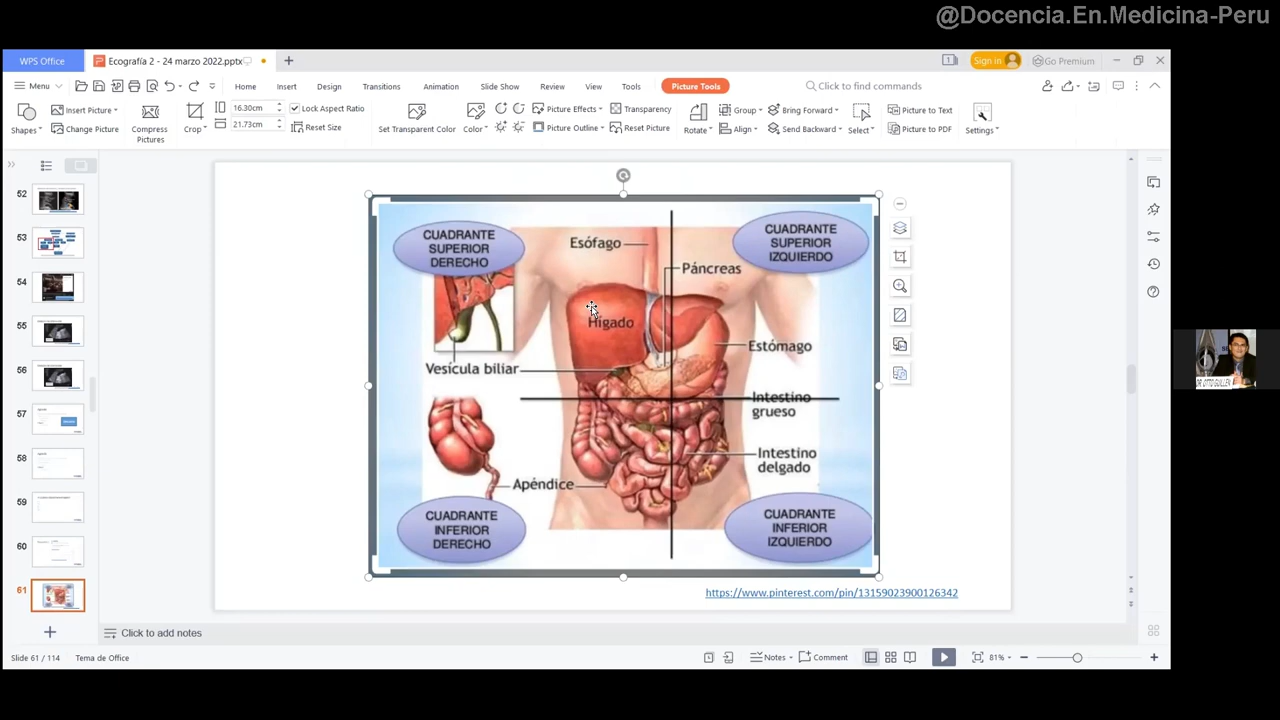 @Docencia.En.Medicina-Peru
WPS Office
Ecografía 2 - 24 marzo 2022.pptx
Sign in
Go Premium
Menu
Home
Insert
Design
Transitions
Animation
Slide Show
Review
View
Tools
Picture Tools
Click to find commands
Shapes
Insert Picture
Change Picture
Compress
Pictures
Crop
16.30cm
21.73cm
Lock Aspect Ratio
Reset Size
Set Transparent Color
Color
Picture Effects
Picture Outline
Transparency
Reset Picture
Rotate
Group
Align
Bring Forward
Send Backward
Select
Picture to Text
Picture to PDF
Settings
52
53
54
55
56
57
58
59
60
61
CUADRANTE
SUPERIOR
DERECHO
Esófago
CUADRANTE
SUPERIOR
IZQUIERDO
Páncreas
Hígado
Estómago
Vesícula biliar
Intestino
grueso
Intestino
delgado
Apéndice
CUADRANTE
INFERIOR
DERECHO
CUADRANTE
INFERIOR
IZQUIERDO
https://www.pinterest.com/pin/13159023900126342
Click to add notes
Slide 61 / 114
Tema de Office
Notes
Comment
81%
DR. OTTO GUILLEN